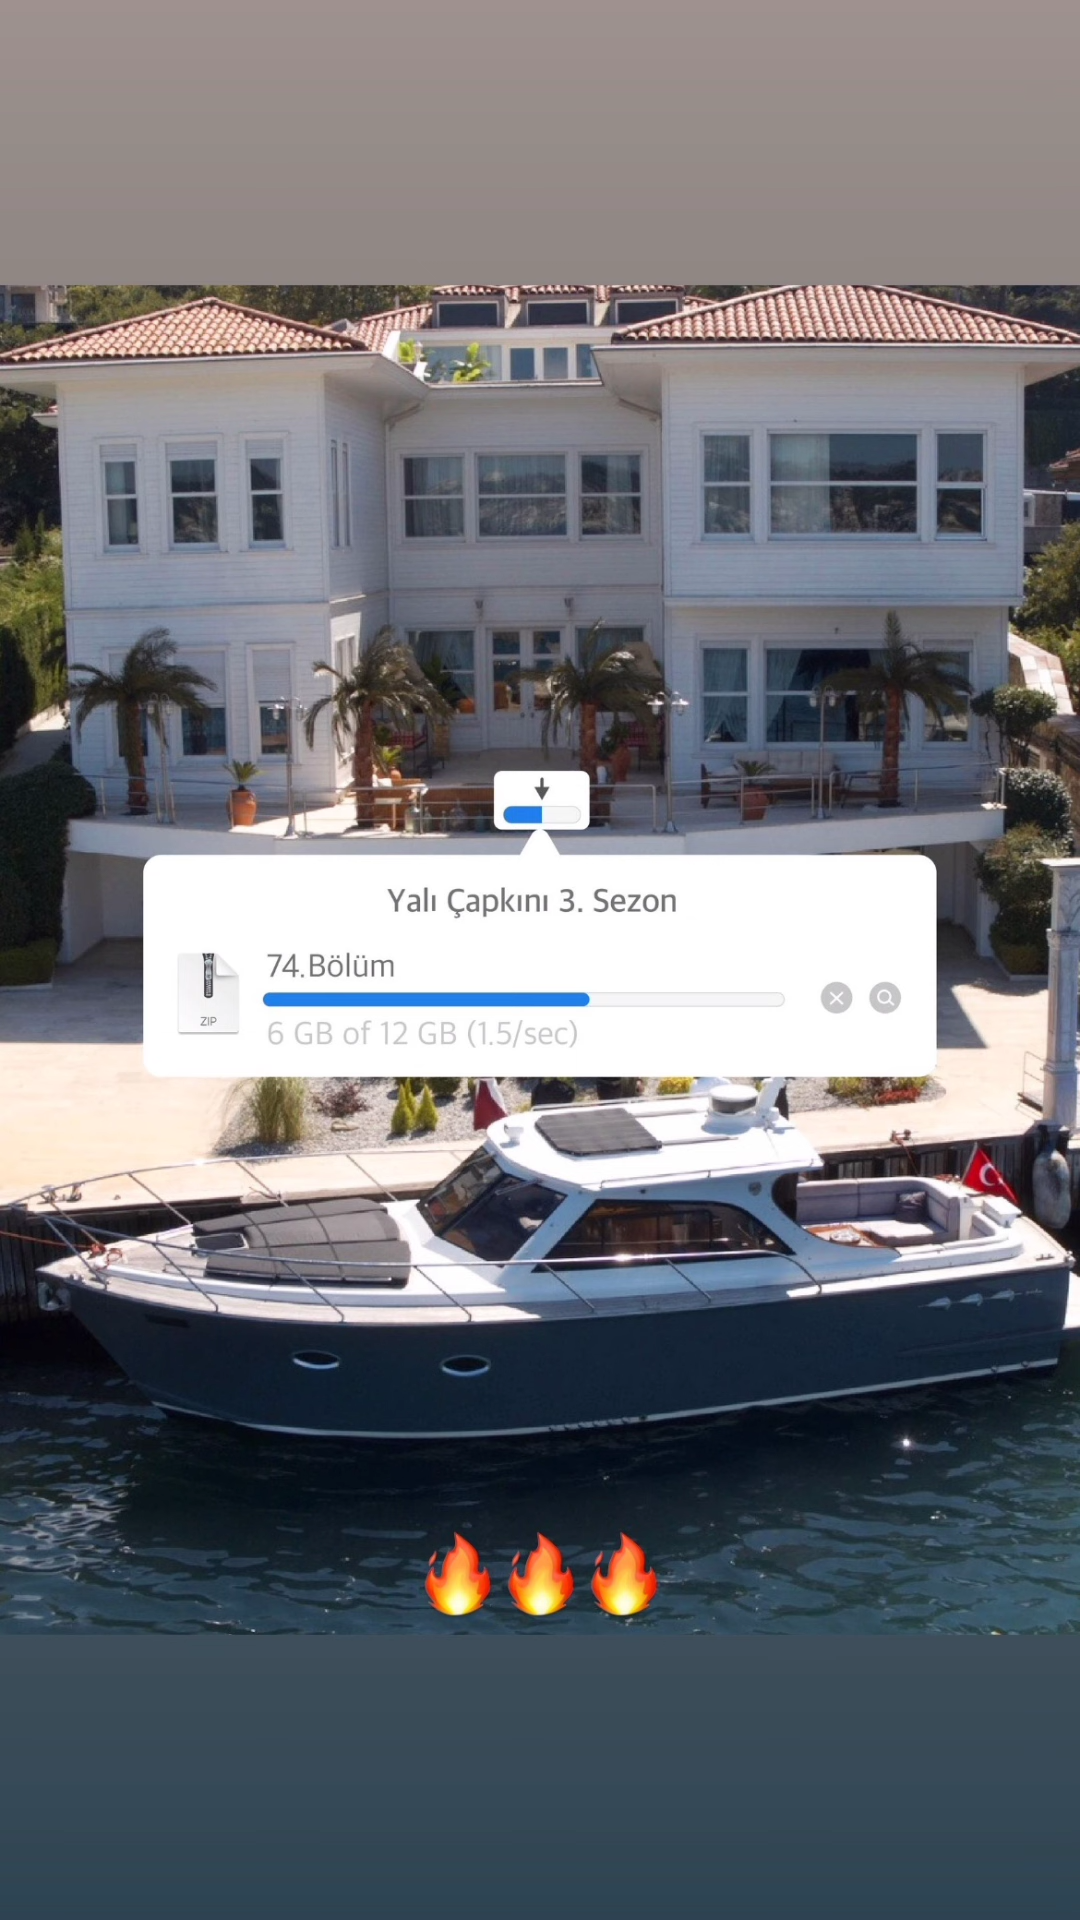 Yalı Çapkını 3. Sezon
74.Bölüm
ZIP
6 GB of 12 GB (1.5/sec)